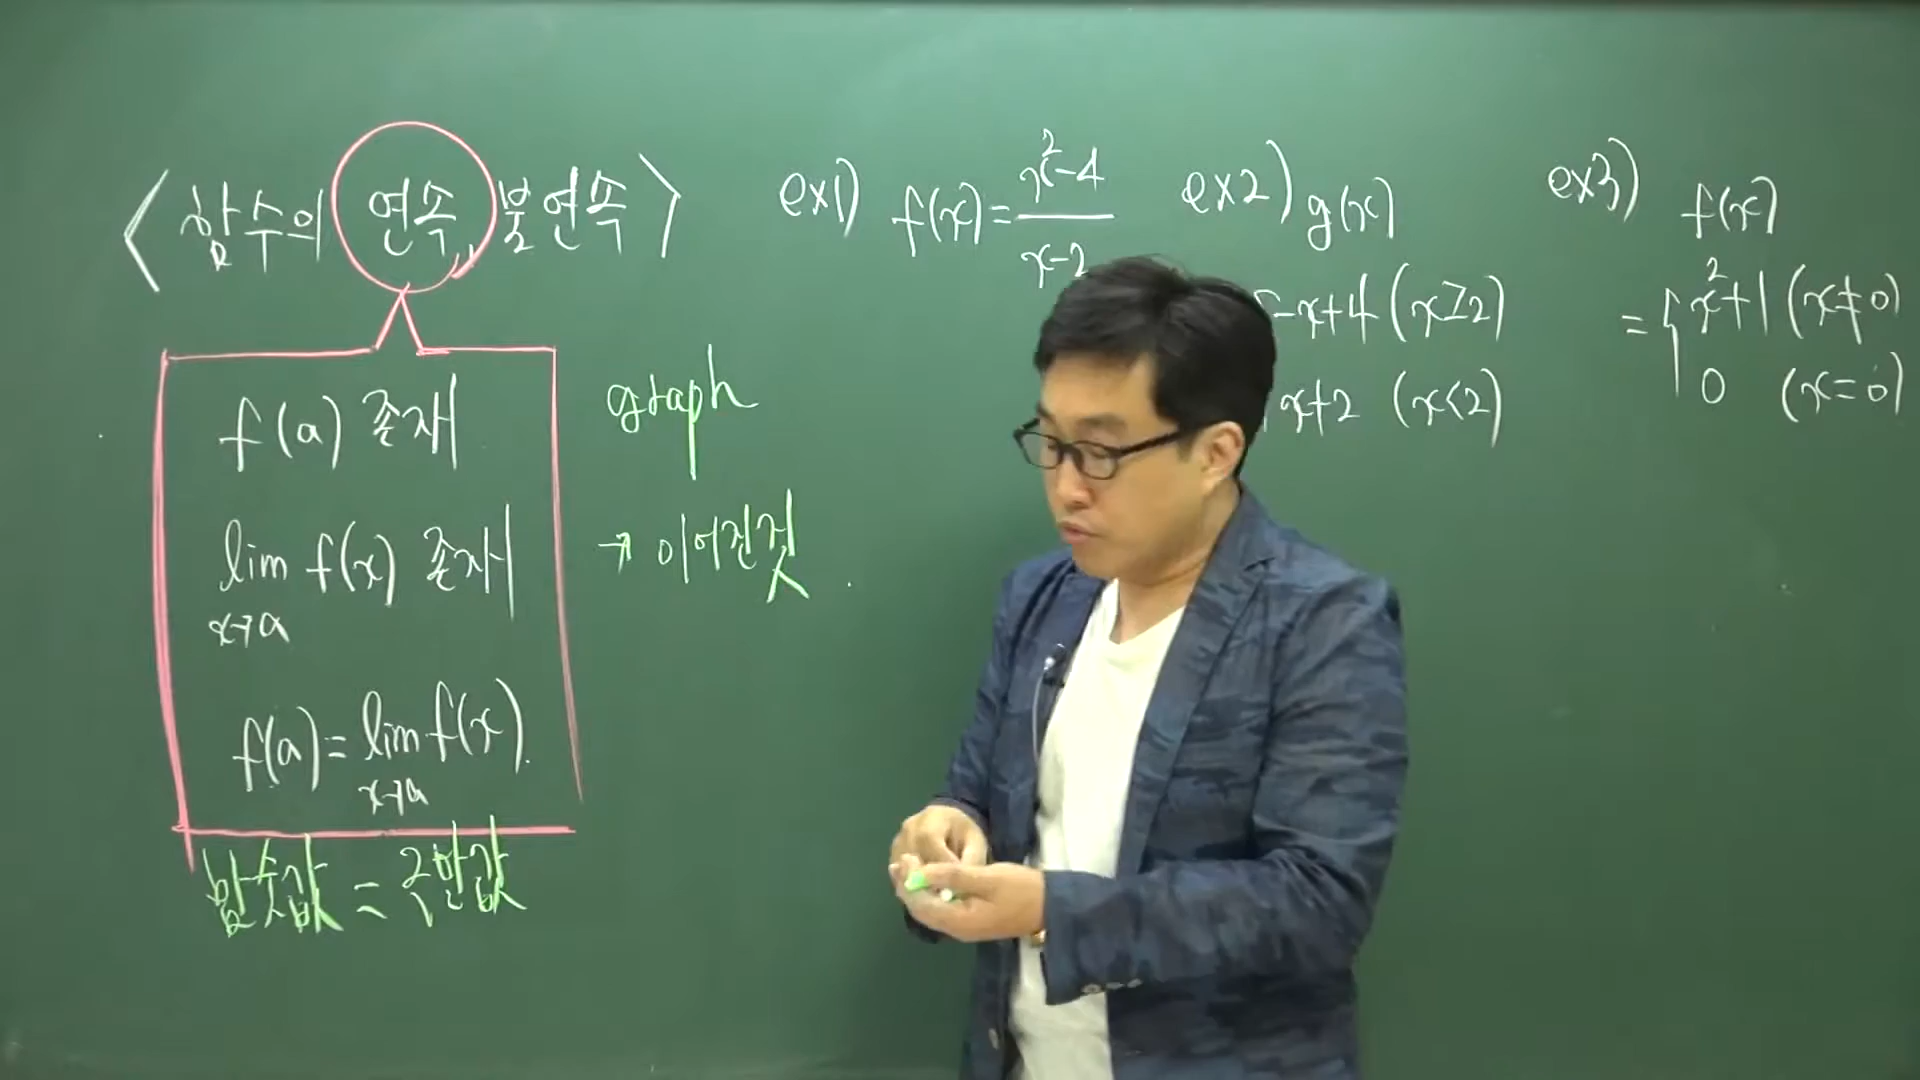 <함수의 연속, 불연속>
f(a) 존재
lim f(x) 존재
x→a
f(a) = lim f(x).
x→a
함숫값 = 극한값
graph
→ 이어진 것
ex1) f(x) = x²-4
x-2
ex2) g(x)
-x+4 (x≥2)
x+2 (x<2)
ex3) f(x)
= { x²+1 (x≠0)
0 (x=0)